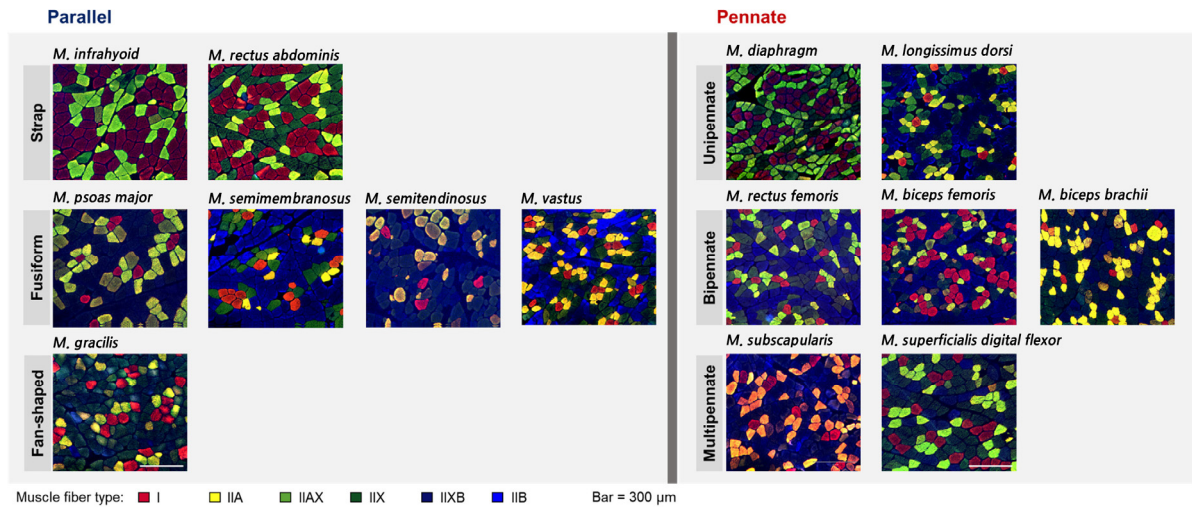 Parallel
Pennate
M. infrahyoid
M. rectus abdominis
Strap
M. psoas major
M. semimembranosus
M. semitendinosus
M. vastus
Fusiform
M. gracilis
Fan-shaped
M. diaphragm
M. longissimus dorsi
Unipennate
M. rectus femoris
M. biceps femoris
M. biceps brachii
Bipennate
M. subscapularis
M. superficialis digital flexor
Multipennate
Muscle fiber type: I IIA IIAX IIX IIXB IIB Bar = 300 μm